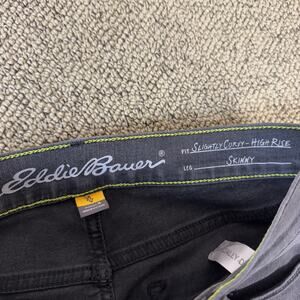 Eddie Bauer®
FIT SLIGHTLY CURVY - HIGH RISE
LEG SKINNY